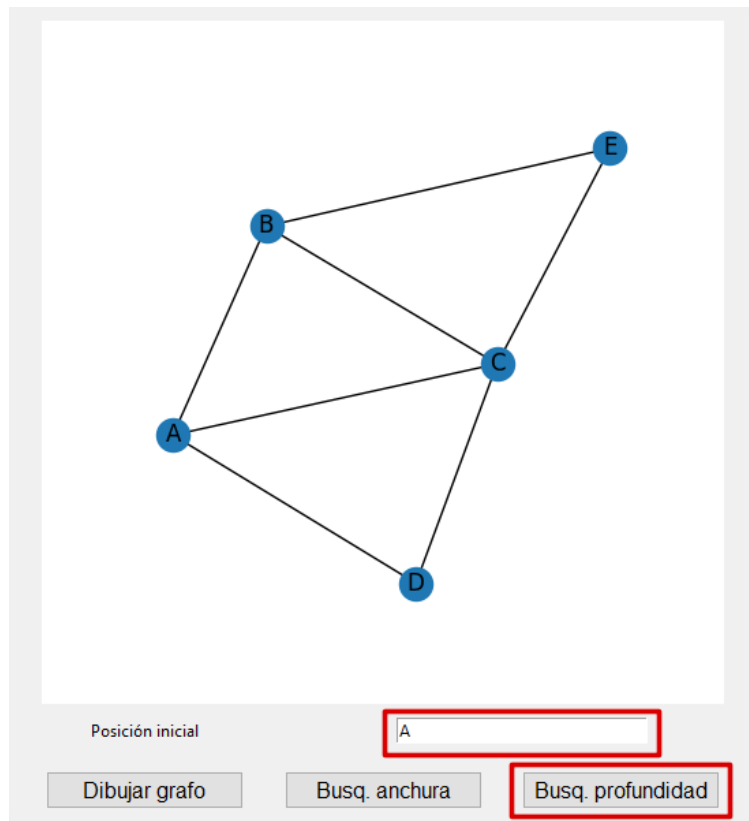 E
B
C
A
D
Posición inicial A
Dibujar grafo Busq. anchura Busq. profundidad